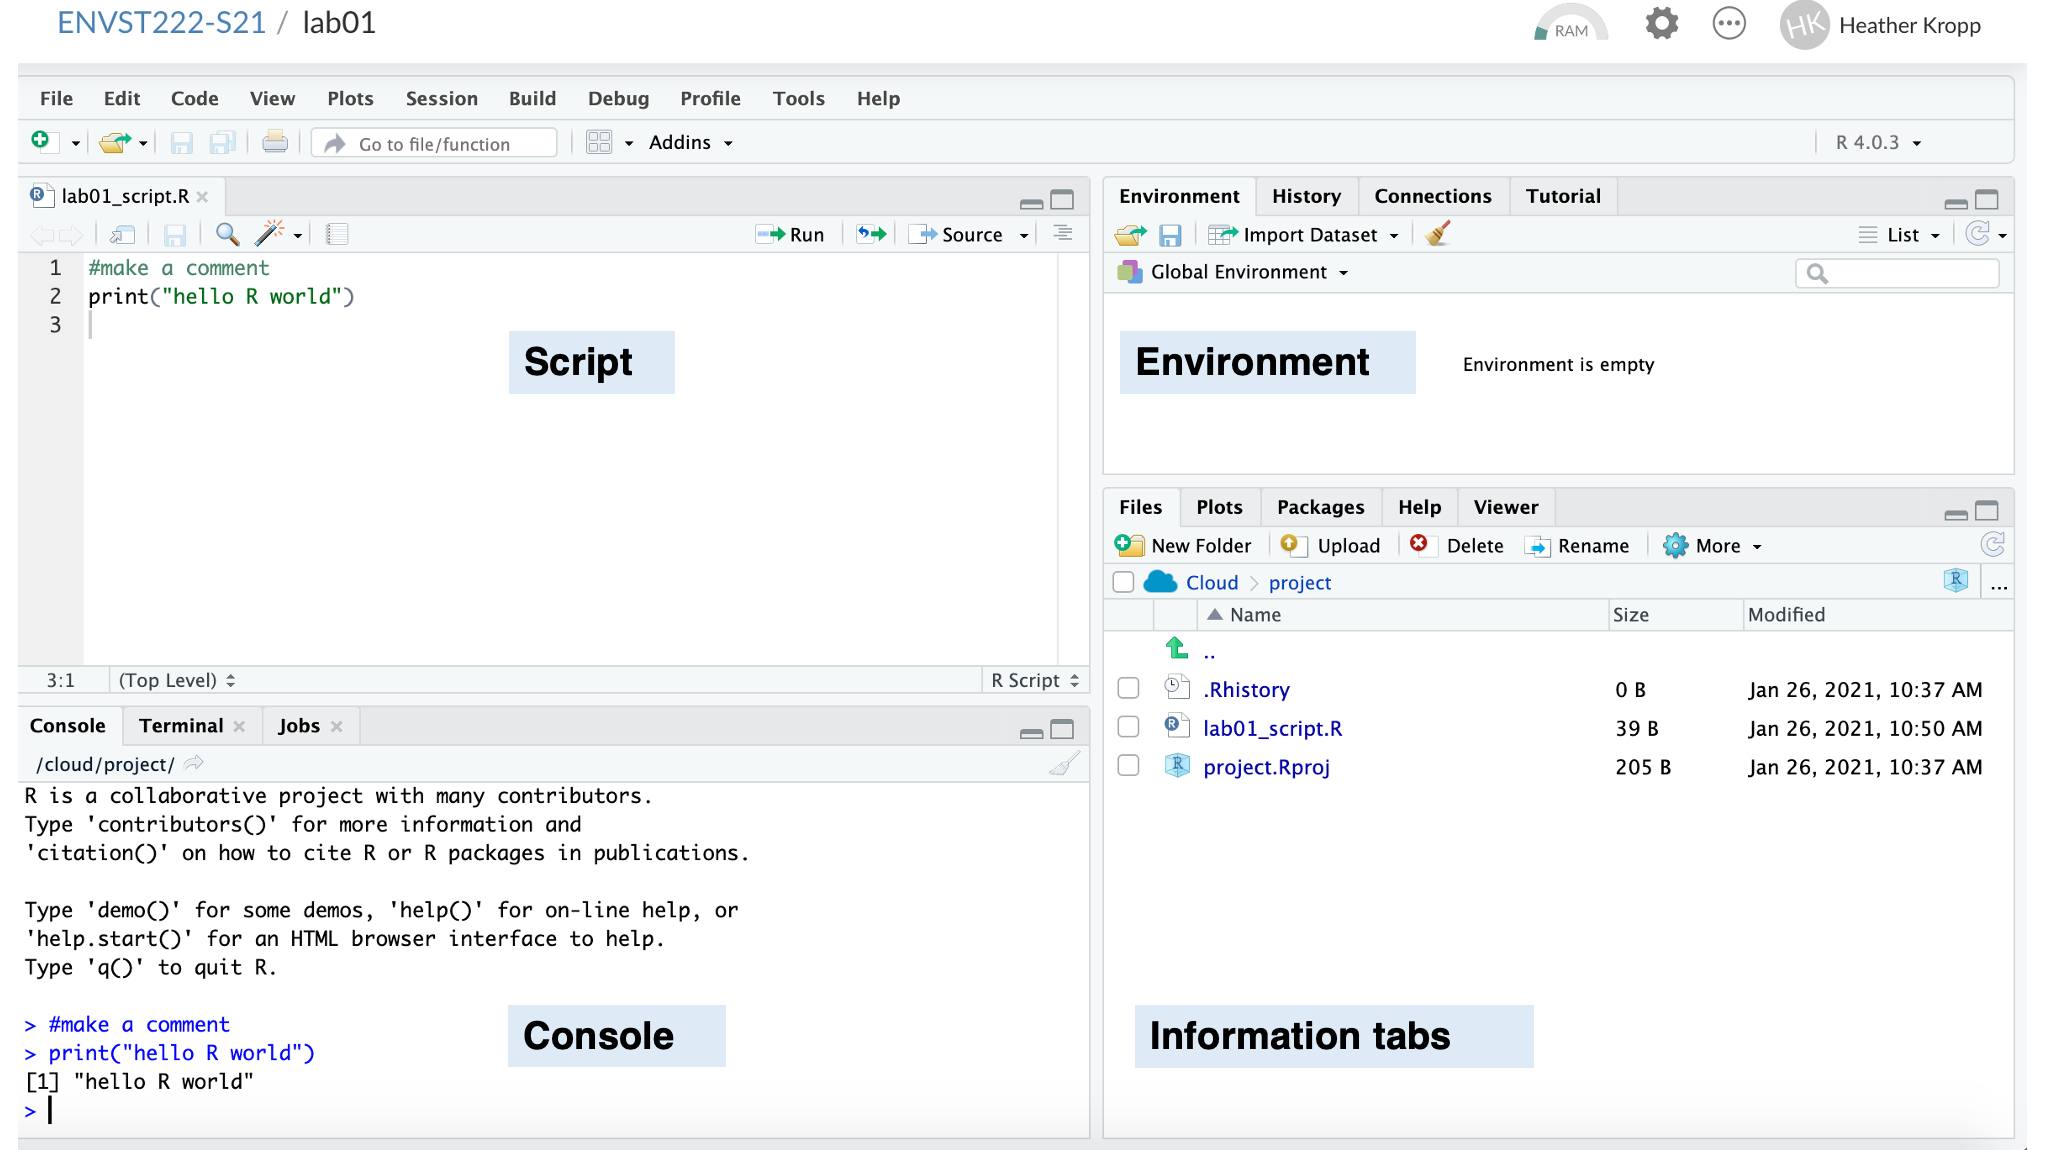 ENVST222-S21 / lab01
RAM
HK Heather Kropp
File Edit Code View Plots Session Build Debug Profile Tools Help
Go to file/function Addins R 4.0.3
lab01_script.R
Run Source
1 #make a comment
2 print("hello R world")
3
Script
3:1 (Top Level) R Script
Console Terminal Jobs
/cloud/project/
R is a collaborative project with many contributors.
Type 'contributors()' for more information and
'citation()' on how to cite R or R packages in publications.
Type 'demo()' for some demos, 'help()' for on-line help, or
'help.start()' for an HTML browser interface to help.
Type 'q()' to quit R.
> #make a comment
> print("hello R world")
[1] "hello R world"
>
Console
Environment History Connections Tutorial
Import Dataset List
Global Environment
Environment
Environment is empty
Files Plots Packages Help Viewer
New Folder Upload Delete Rename More
Cloud > project R ...
Name Size Modified
..
.Rhistory 0 B Jan 26, 2021, 10:37 AM
lab01_script.R 39 B Jan 26, 2021, 10:50 AM
project.Rproj 205 B Jan 26, 2021, 10:37 AM
Information tabs